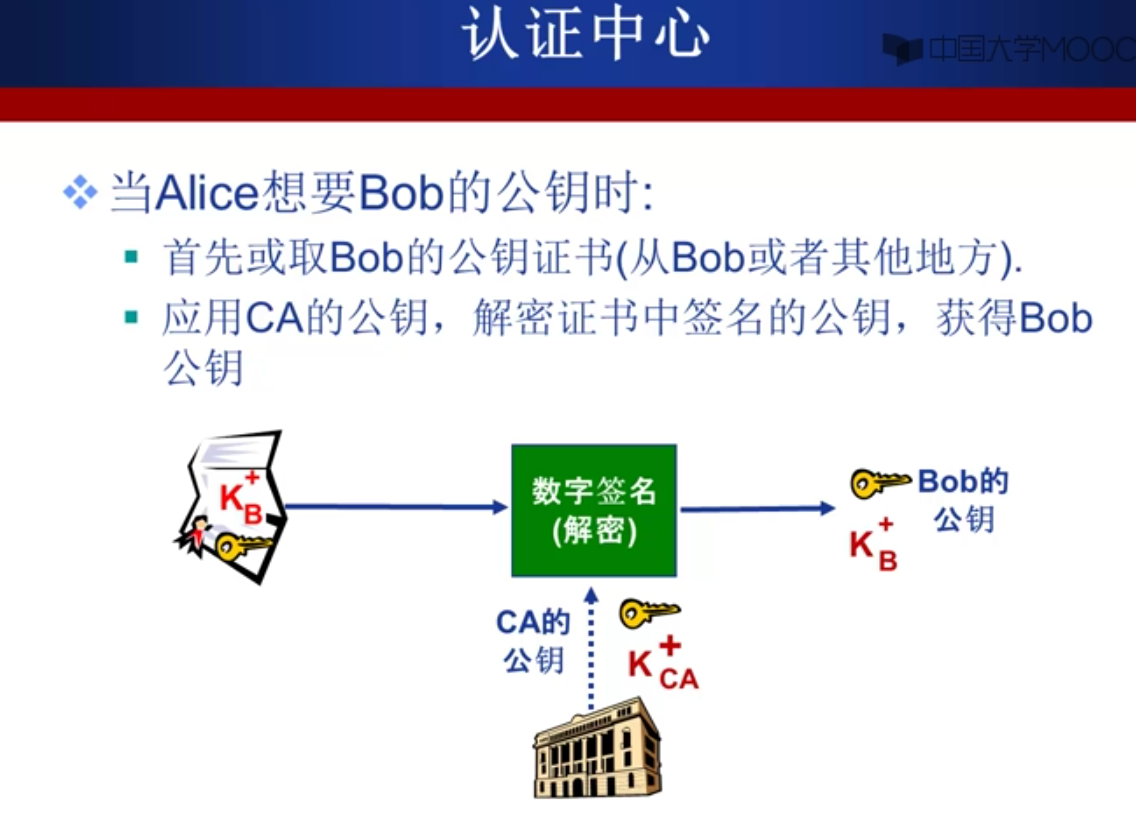 认证中心
中国大学MOOC
当Alice想要Bob的公钥时:
首先或取Bob的公钥证书(从Bob或者其他地方).
应用CA的公钥，解密证书中签名的公钥，获得Bob
公钥
K+B
数字签名
(解密)
Bob的
公钥
K+B
CA的
公钥
K+CA